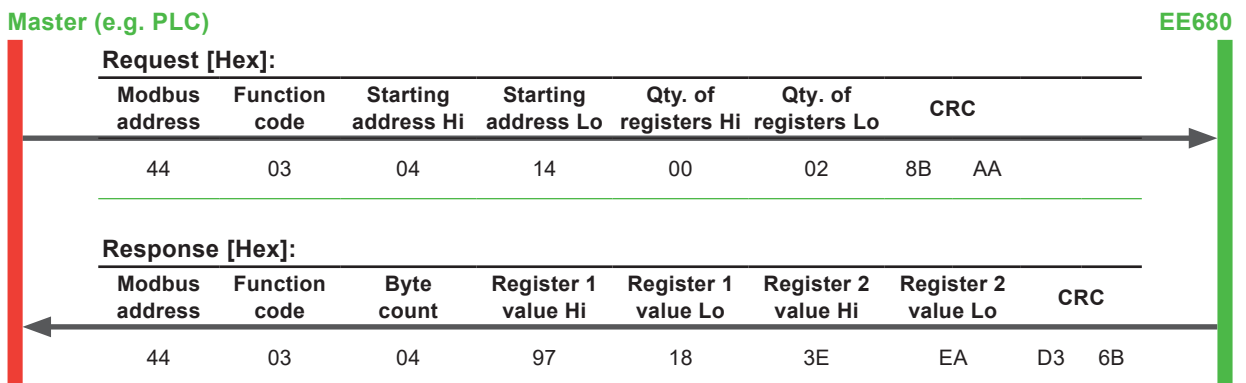 Master (e.g. PLC) EE680
Request [Hex]:
Modbus Function Starting Starting Qty. of Qty. of CRC
address code address Hi address Lo registers Hi registers Lo
44 03 04 14 00 02 8B AA
Response [Hex]:
Modbus Function Byte Register 1 Register 1 Register 2 Register 2 CRC
address code count value Hi value Lo value Hi value Lo
44 03 04 97 18 3E EA D3 6B